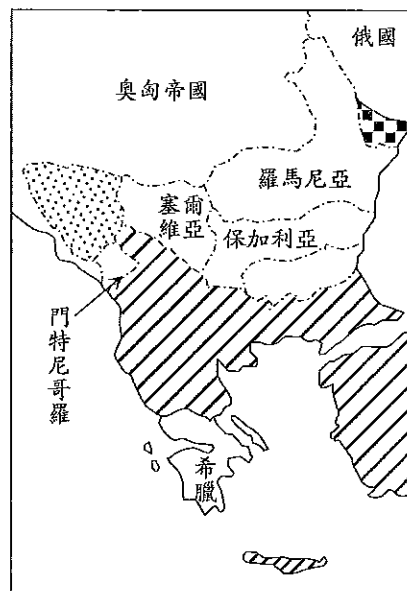 俄國
奧匈帝國
羅馬尼亞
塞爾
維亞
保加利亞
門特尼哥羅
希臘